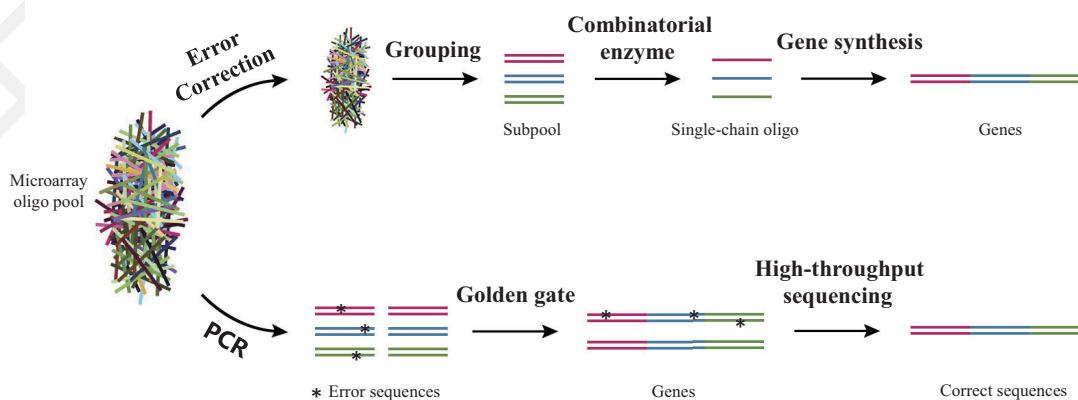 Error
Correction
Grouping
Combinatorial
enzyme
Gene synthesis
Subpool
Single-chain oligo
Genes
Microarray
oligo pool
PCR
Golden gate
High-throughput
sequencing
* * *
* * *
* Error sequences
Genes
Correct sequences